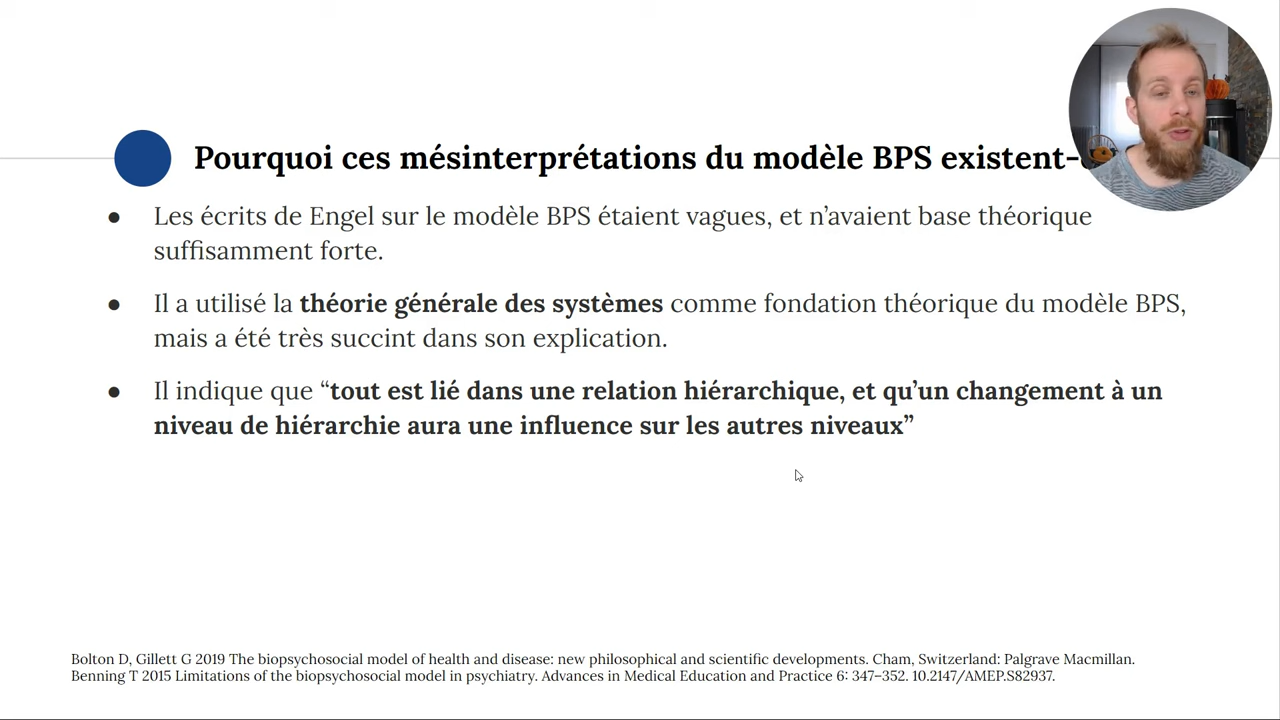 Pourquoi ces mésinterprétations du modèle BPS existent-
● Les écrits de Engel sur le modèle BPS étaient vagues, et n’avaient base théorique
suffisamment forte.
● Il a utilisé la théorie générale des systèmes comme fondation théorique du modèle BPS,
mais a été très succint dans son explication.
● Il indique que “tout est lié dans une relation hiérarchique, et qu’un changement à un
niveau de hiérarchie aura une influence sur les autres niveaux”
Bolton D, Gillett G 2019 The biopsychosocial model of health and disease: new philosophical and scientific developments. Cham, Switzerland: Palgrave Macmillan.
Benning T 2015 Limitations of the biopsychosocial model in psychiatry. Advances in Medical Education and Practice 6: 347–352. 10.2147/AMEP.S82937.